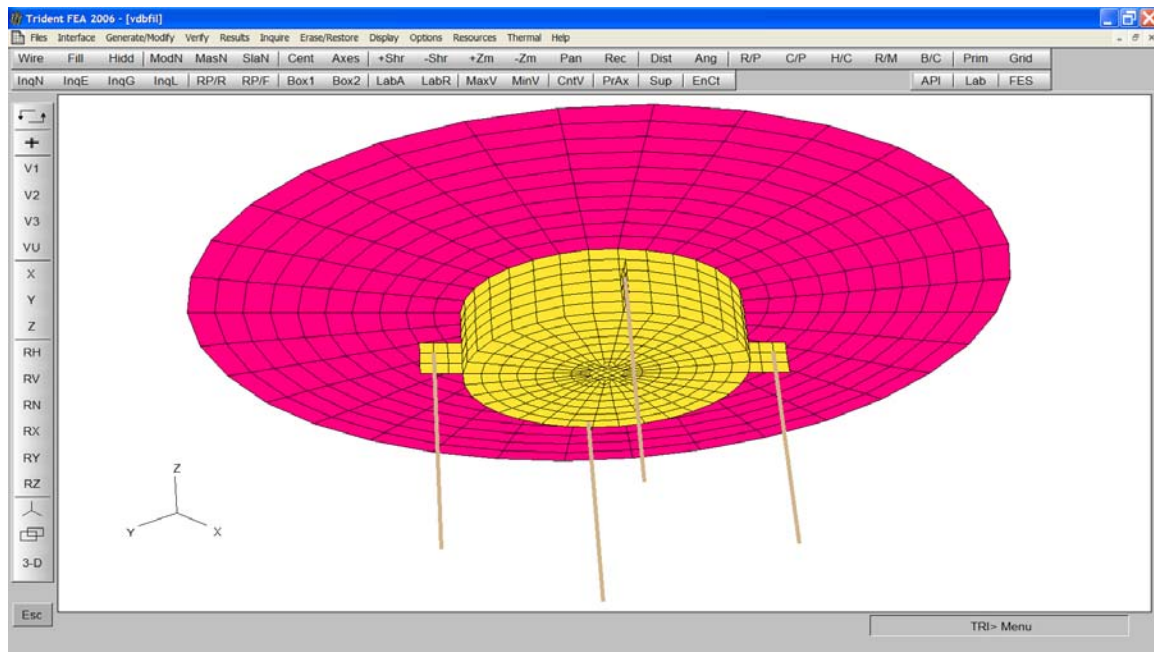 Trident FEA 2006 - [vdbfil]
Files Interface Generate/Modify Verify Results Inquire Erase/Restore Display Options Resources Thermal Help
Wire Fill Hidd ModN MasN SlaN Cent Axes +Shr -Shr +Zm -Zm Pan Rec Dist Ang R/P C/P H/C R/M B/C Prim Grid
InqN InqE InqG InqL RP/R RP/F Box1 Box2 LabA LabR MaxV MinV CntV PrAx Sup EnCt API Lab FES
V1
V2
V3
VU
X
Y
Z
RH
RV
RN
RX
RY
RZ
3-D
Esc
Z
Y X
TRI> Menu